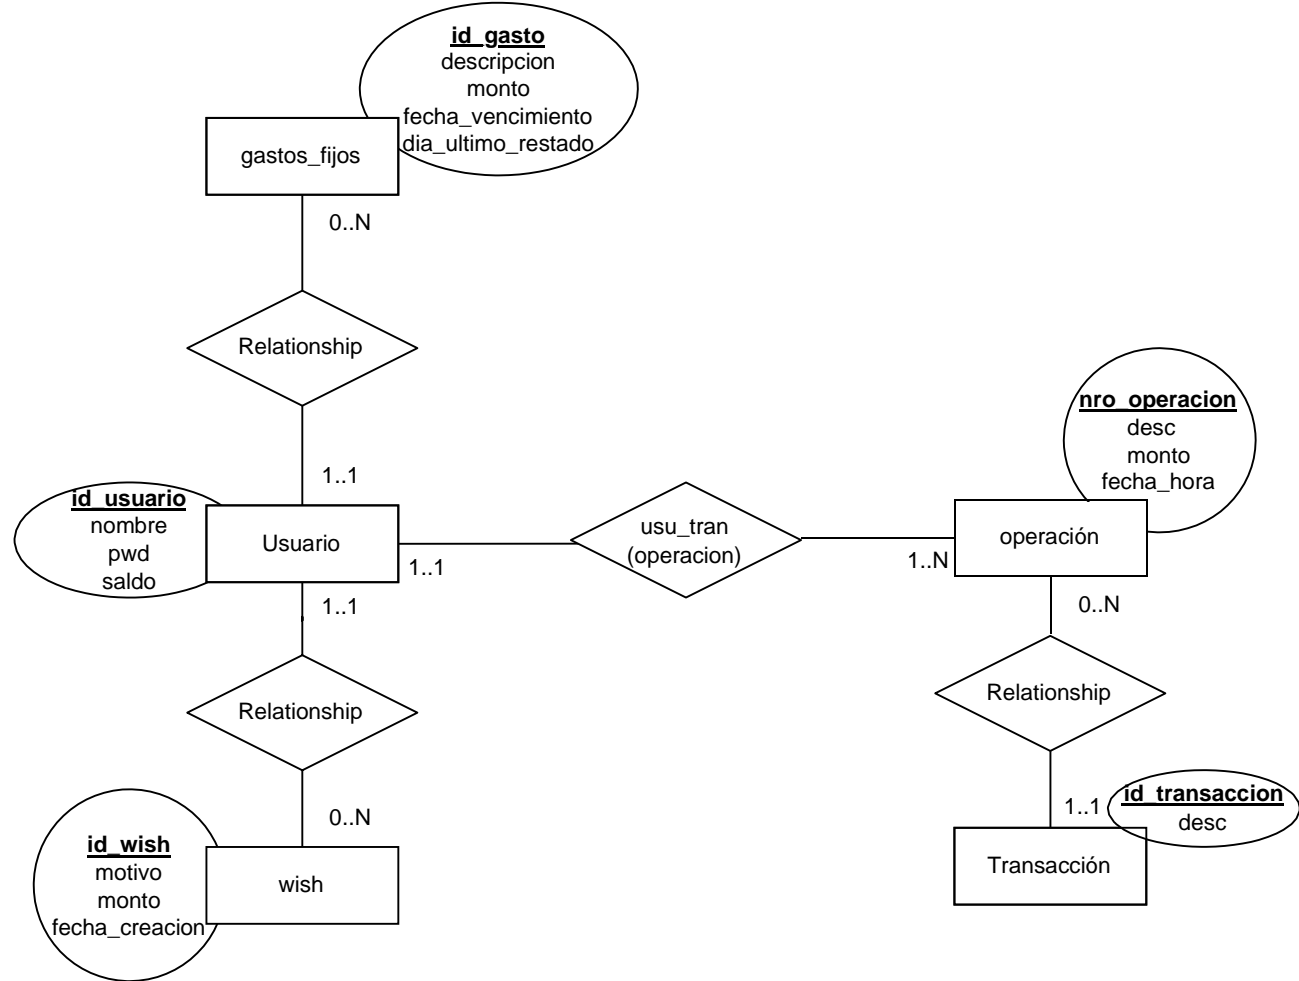 id_gasto
descripcion
monto
fecha_vencimiento
dia_ultimo_restado
gastos_fijos
0..N
Relationship
1..1
id_usuario
nombre
pwd
saldo
Usuario
1..1
1..1
usu_tran
(operacion)
1..N
nro_operacion
desc
monto
fecha_hora
operación
0..N
Relationship
Relationship
1..1
id_transaccion
desc
Transacción
0..N
id_wish
motivo
monto
fecha_creacion
wish